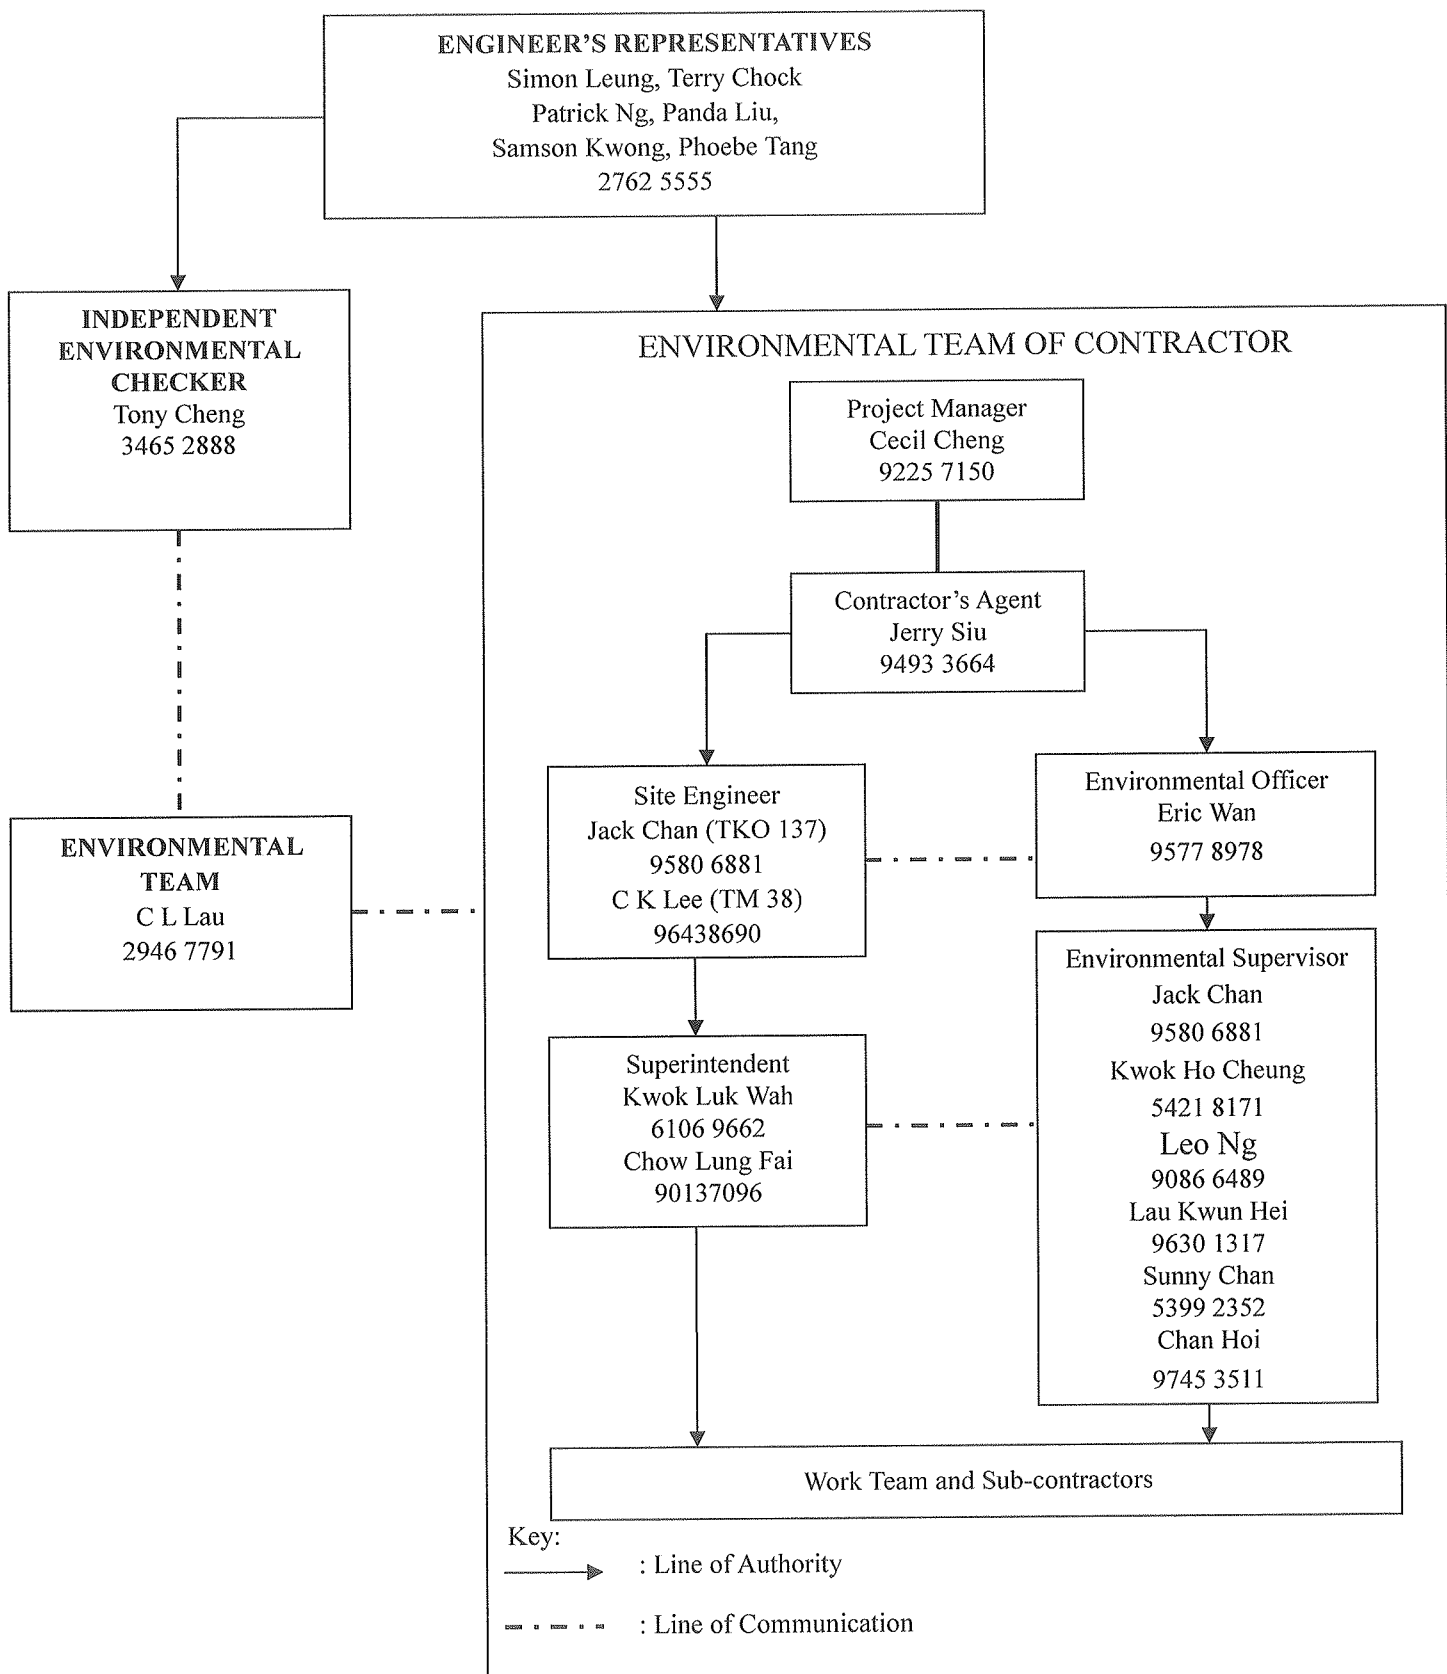 ENGINEER’S REPRESENTATIVES
Simon Leung, Terry Chock
Patrick Ng, Panda Liu,
Samson Kwong, Phoebe Tang
2762 5555
INDEPENDENT
ENVIRONMENTAL
CHECKER
Tony Cheng
3465 2888
ENVIRONMENTAL
TEAM
C L Lau
2946 7791
ENVIRONMENTAL TEAM OF CONTRACTOR
Project Manager
Cecil Cheng
9225 7150
Contractor’s Agent
Jerry Siu
9493 3664
Site Engineer
Jack Chan (TKO 137)
9580 6881
C K Lee (TM 38)
96438690
Environmental Officer
Eric Wan
9577 8978
Superintendent
Kwok Luk Wah
6106 9662
Chow Lung Fai
90137096
Environmental Supervisor
Jack Chan
9580 6881
Kwok Ho Cheung
5421 8171
Leo Ng
9086 6489
Lau Kwun Hei
9630 1317
Sunny Chan
5399 2352
Chan Hoi
9745 3511
Work Team and Sub-contractors
Key:
: Line of Authority
: Line of Communication